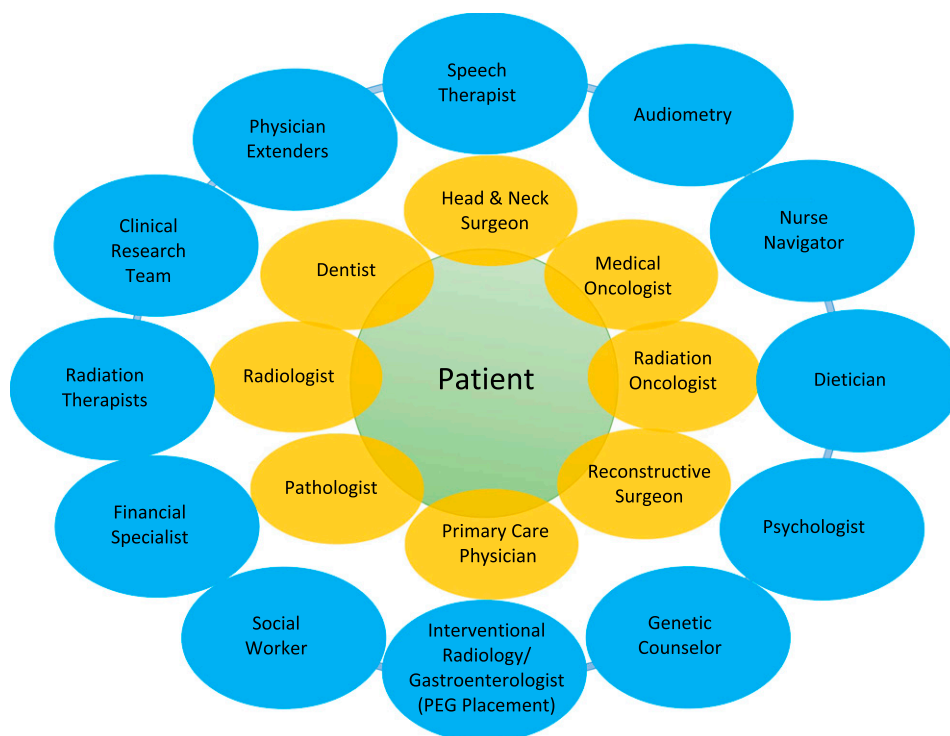 Speech
Therapist
Audiometry
Physician
Extenders
Head & Neck
Surgeon
Nurse
Navigator
Clinical
Research
Team
Dentist
Medical
Oncologist
Radiation
Therapists
Radiologist
Patient
Radiation
Oncologist
Dietician
Pathologist
Reconstructive
Surgeon
Financial
Specialist
Primary Care
Physician
Psychologist
Social
Worker
Interventional
Radiology/
Gastroenterologist
(PEG Placement)
Genetic
Counselor